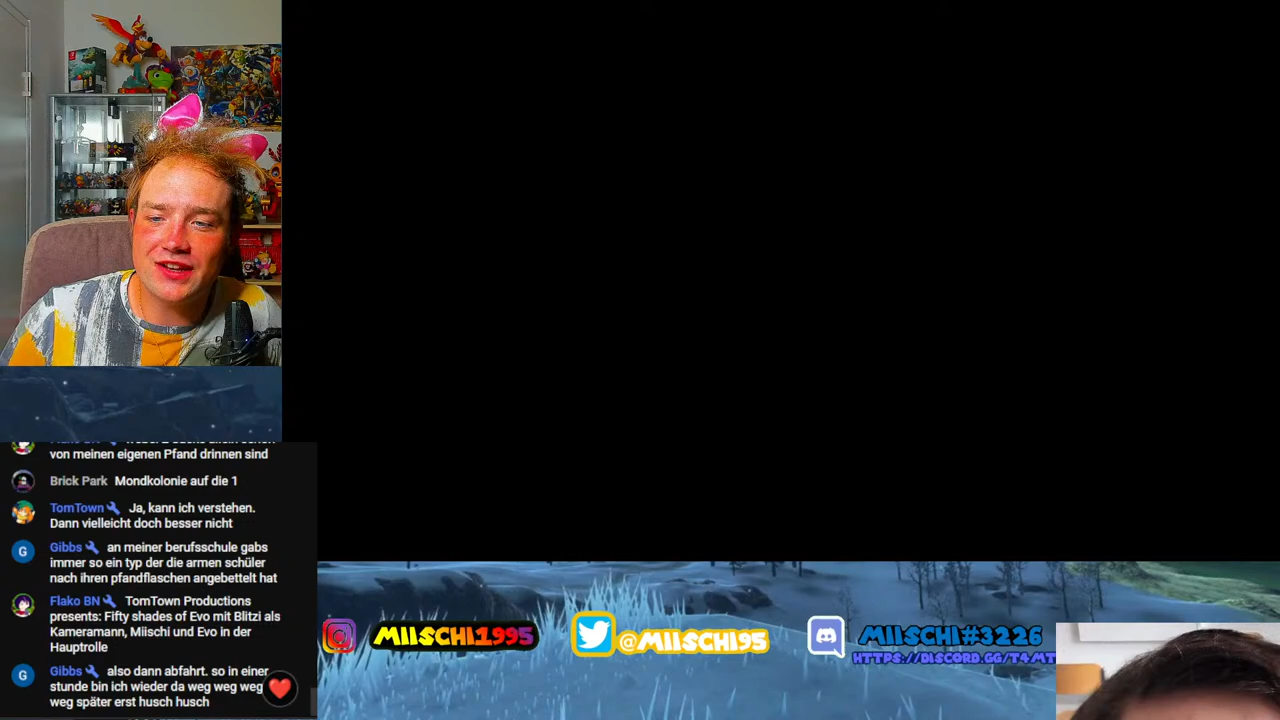 von meinen eigenen Pfand drinnen sind
Brick Park Mondkolonie auf die 1
TomTown Ja, kann ich verstehen.
Dann vielleicht doch besser nicht
G Gibbs an meiner berufsschule gabs
immer so ein typ der die armen schüler
nach ihren pfandflaschen angebettelt hat
Flako BN TomTown Productions
presents: Fifty shades of Evo mit Blitzi als
Kameramann, Miischi und Evo in der
Hauptrolle
G Gibbs also dann abfahrt. so in einer
stunde bin ich wieder da weg weg weg
weg später erst husch husch
MIISCHI1995
@MIISCHI95
MIISCHI#3226
HTTPS://DISCORD.GG/T4MT